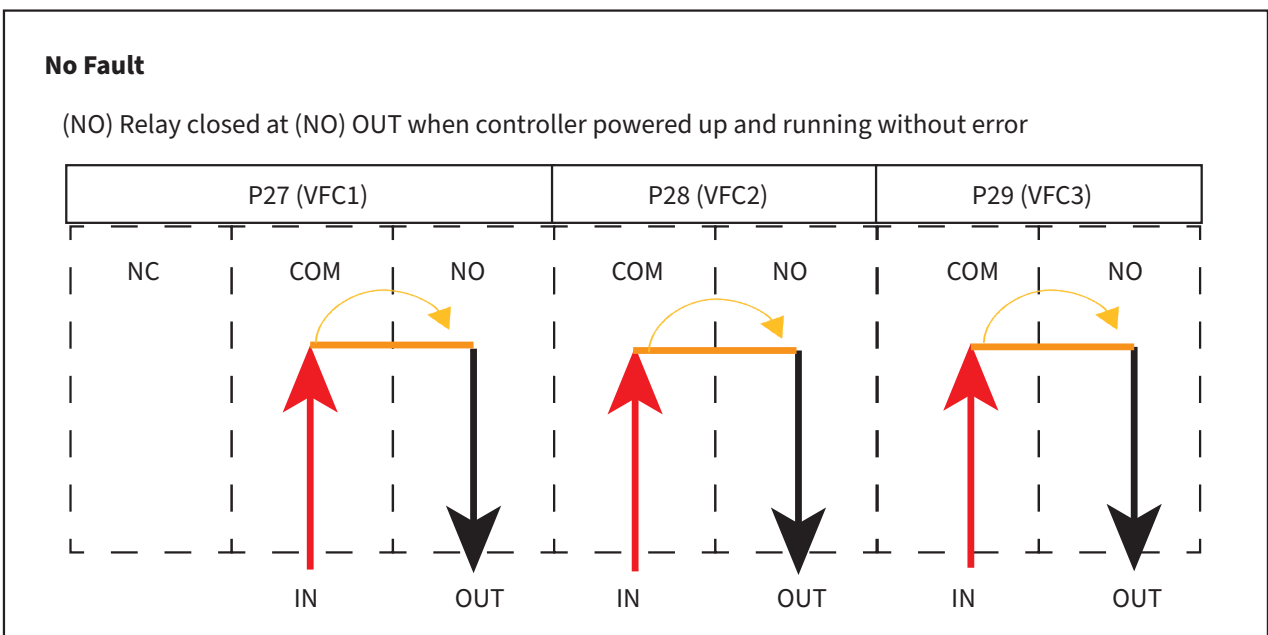 No Fault
(NO) Relay closed at (NO) OUT when controller powered up and running without error
P27 (VFC1) P28 (VFC2) P29 (VFC3)
NC COM NO COM NO COM NO
IN OUT IN OUT IN OUT